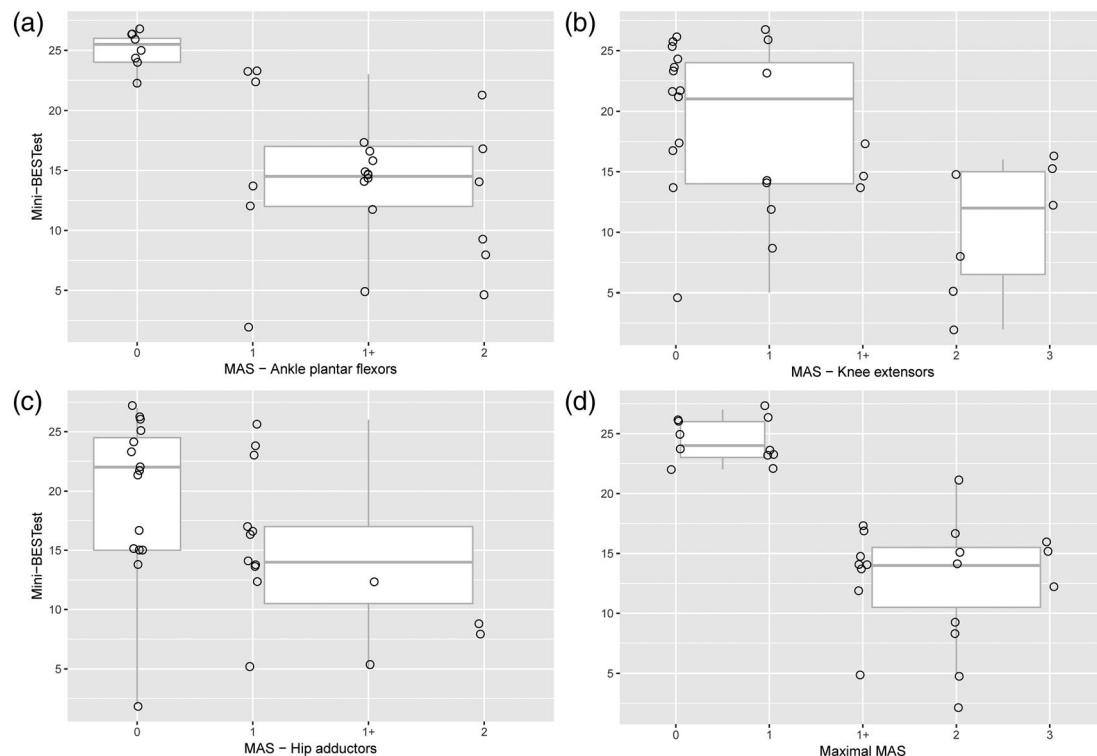 (a)
25
20
15
10
5
Mini−BESTest
0 1 1+ 2
MAS − Ankle plantar flexors
(b)
25
20
15
10
5
0 1 1+ 2 3
MAS − Knee extensors
(c)
25
20
15
10
5
Mini−BESTest
0 1 1+ 2
MAS − Hip adductors
(d)
25
20
15
10
5
0 1 1+ 2 3
Maximal MAS